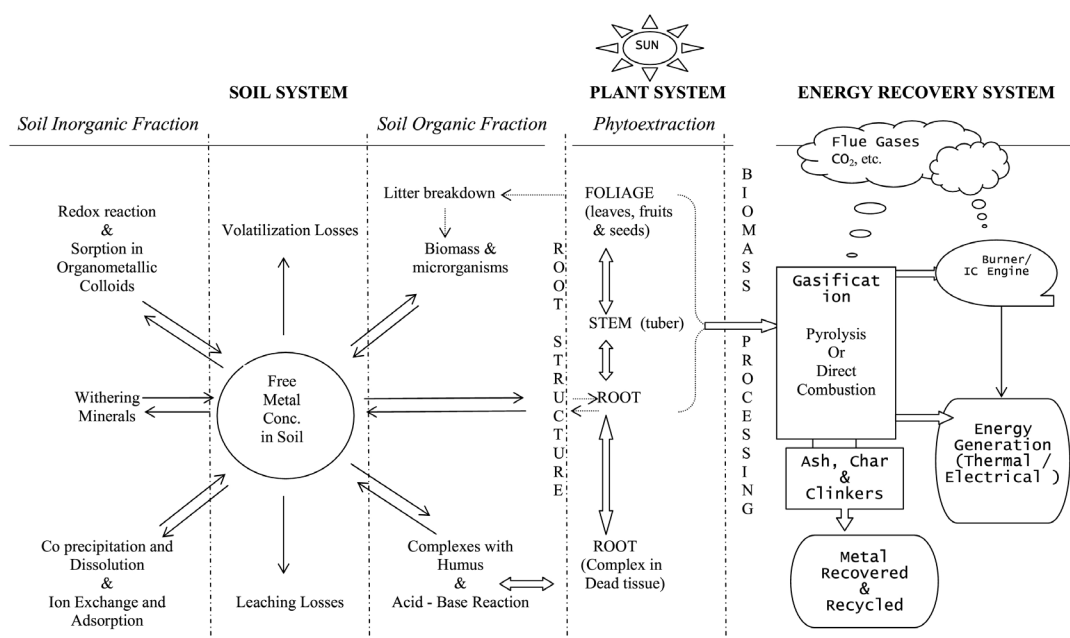 SUN
SOIL SYSTEM
PLANT SYSTEM
ENERGY RECOVERY SYSTEM
Soil Inorganic Fraction
Soil Organic Fraction
Phytoextraction
Redox reaction
&
Sorption in
Organometallic
Colloids
Withering
Minerals
Co precipitation and
Dissolution
&
Ion Exchange and
Adsorption
Volatilization Losses
Free
Metal
Conc.
in Soil
Leaching Losses
Litter breakdown
Biomass &
microrganisms
Complexes with
Humus
&
Acid - Base Reaction
ROOT STRUCTURE
FOLIAGE
(leaves, fruits
& seeds)
STEM (tuber)
ROOT
ROOT
(Complex in
Dead tissue)
BIOMASS PROCESSING
Flue Gases
CO₂, etc.
Gasificat
ion
Pyrolysis
Or
Direct
Combustion
Burner/
IC Engine
Energy
Generation
(Thermal /
Electrical )
Ash, Char
&
Clinkers
Metal
Recovered
& Recycled